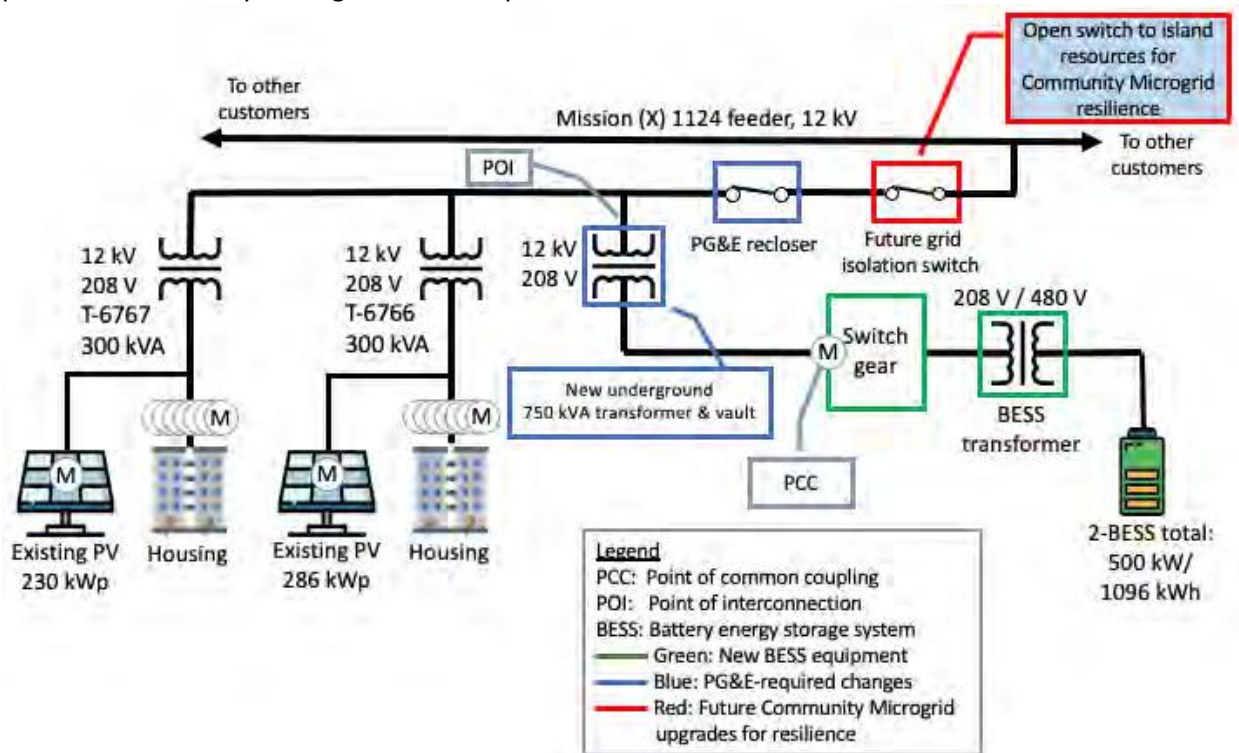 Open switch to island
resources for
Community Microgrid
resilience
To other
customers
Mission (X) 1124 feeder, 12 kV
To other
customers
POI
PG&E recloser
Future grid
isolation switch
12 kV
208 V
T-6767
300 kVA
12 kV
208 V
T-6766
300 kVA
12 kV
208 V
208 V / 480 V
M
Switch
gear
New underground
750 kVA transformer & vault
BESS
transformer
M
M
M
M
PCC
Existing PV
230 kWp
Housing
Existing PV
286 kWp
Housing
2-BESS total:
500 kW/
1096 kWh
Legend
PCC: Point of common coupling
POI: Point of interconnection
BESS: Battery energy storage system
Green: New BESS equipment
Blue: PG&E-required changes
Red: Future Community Microgrid
upgrades for resilience